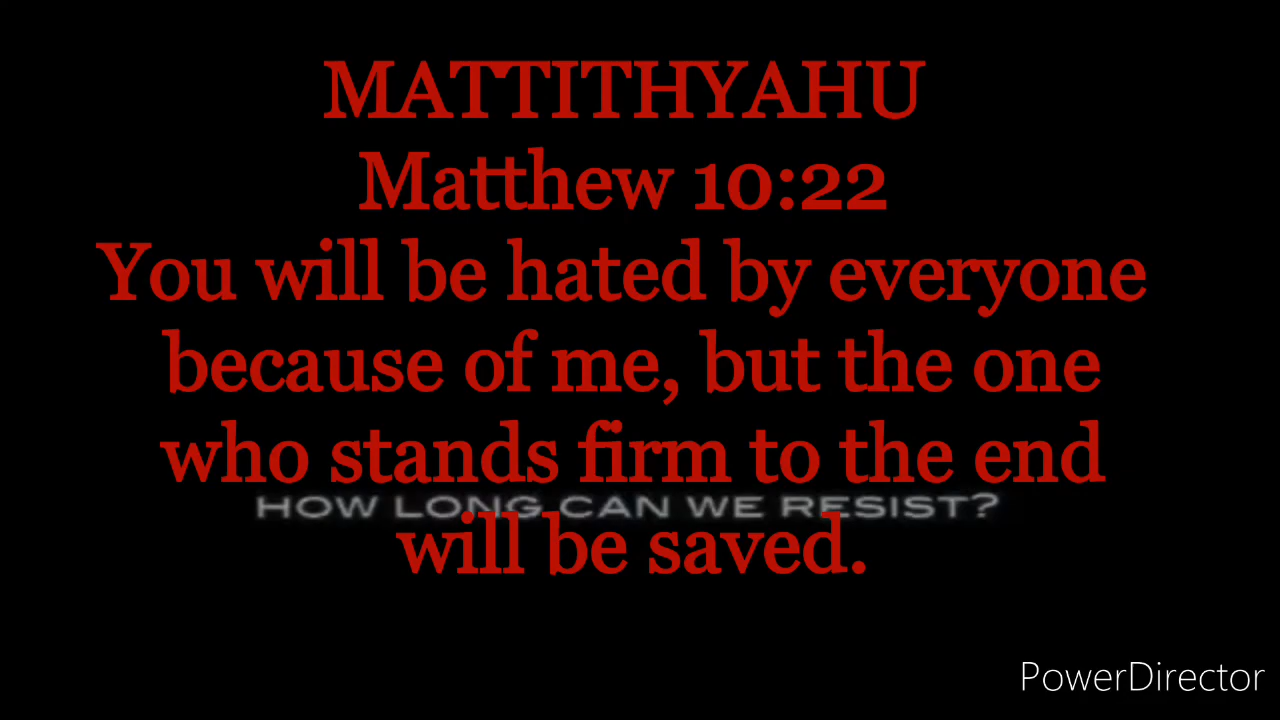 MATTITHYAHU
Matthew 10:22
You will be hated by everyone
because of me, but the one
who stands firm to the end
HOW LONG CAN WE RESIST?
will be saved.
PowerDirector